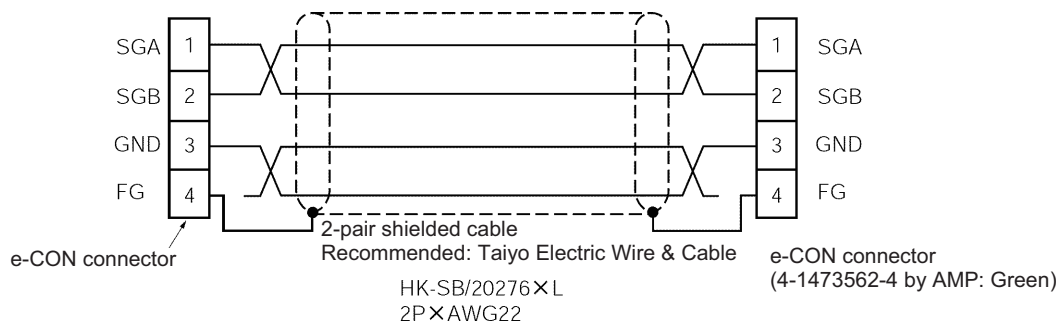 SGA 1 1 SGA
SGB 2 2 SGB
GND 3 3 GND
FG 4 4 FG
e-CON connector
2-pair shielded cable
Recommended: Taiyo Electric Wire & Cable
HK-SB/20276×L
2P×AWG22
e-CON connector
(4-1473562-4 by AMP: Green)